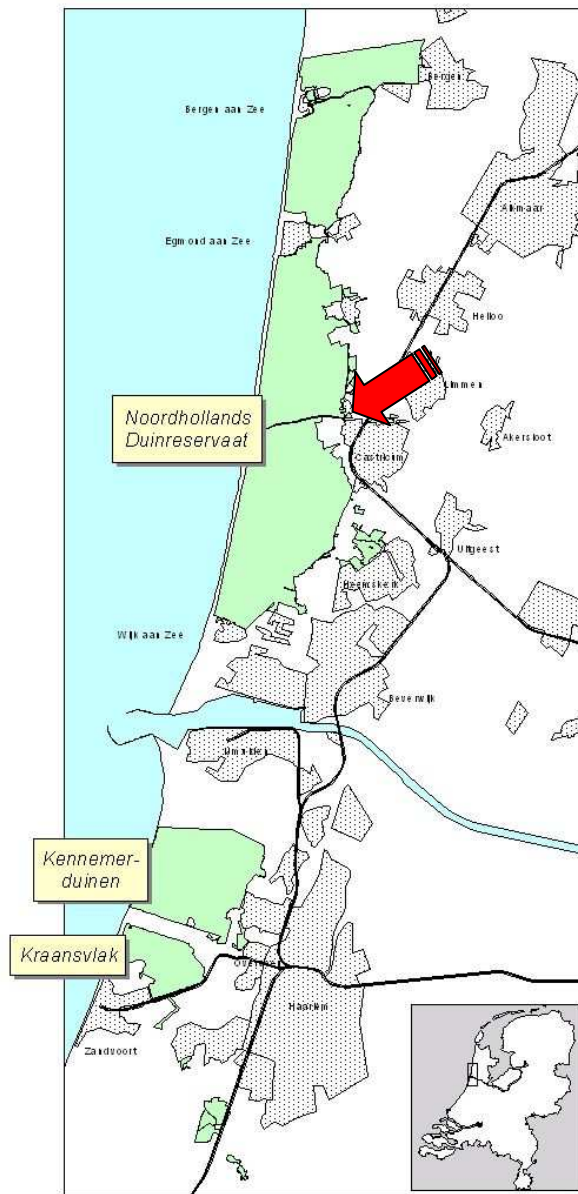 Bergen
Bergen aan Zee
Alkmaar
Egmond aan Zee
Heiloo
Limmen
Noordhollands
Duinreservaat
Akersloot
Castricum
Uitgeest
Heemskerk
Wijk aan Zee
Beverwijk
IJmuiden
Kennemer-
duinen
Kraansvlak
Haarlem
Zandvoort